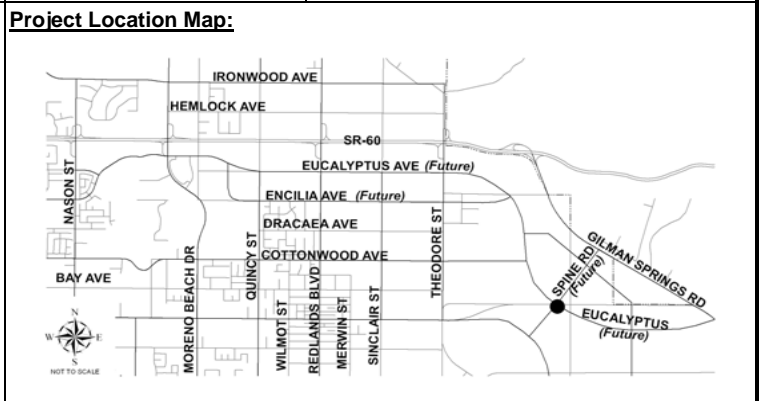 Project Location Map:
IRONWOOD AVE
HEMLOCK AVE
SR-60
EUCALYPTUS AVE (Future)
NASON ST
ENCILIA AVE (Future)
DRACAEA AVE
COTTONWOOD AVE
BAY AVE
MORENO BEACH DR
QUINCY ST
WILMOT ST
REDLANDS BLVD
MERWIN ST
SINCLAIR ST
THEODORE ST
GILMAN SPRINGS RD
SPINE RD
(Future)
EUCALYPTUS
(Future)
N
W
E
S
NOT TO SCALE